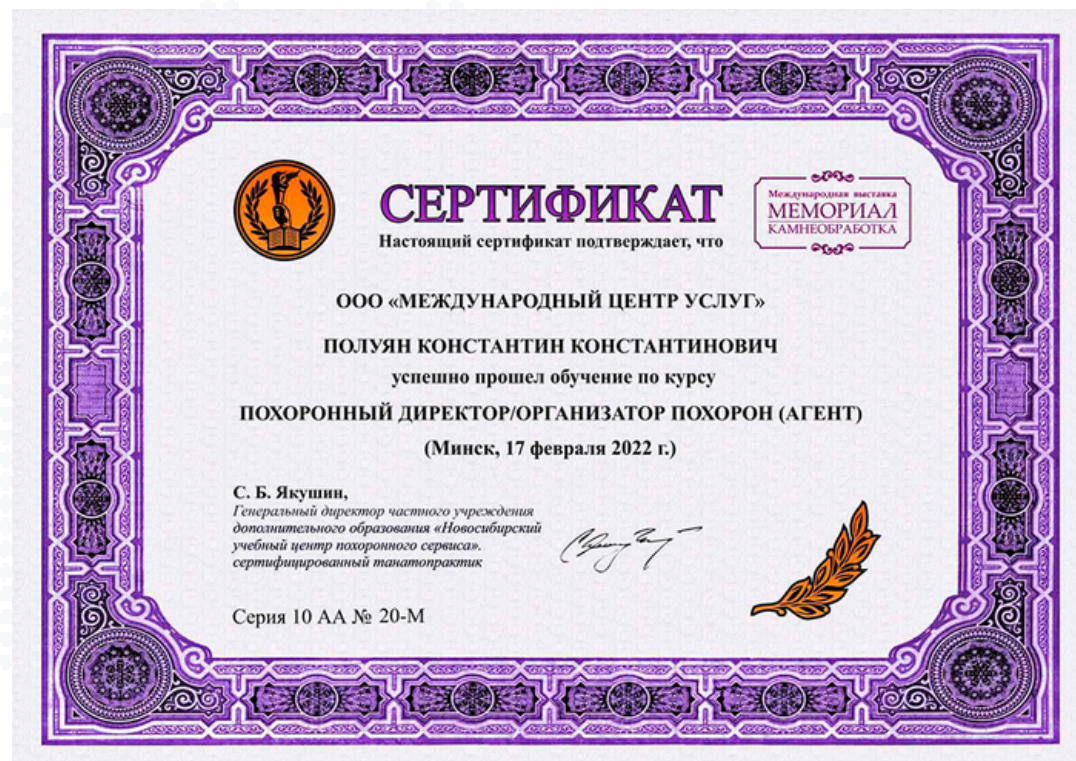 СЕРТИФИКАТ
Настоящий сертификат подтверждает, что
Международная выставка
МЕМОРИАЛ
КАМНЕОБРАБОТКА
ООО «МЕЖДУНАРОДНЫЙ ЦЕНТР УСЛУГ»
ПОЛУЯН КОНСТАНТИН КОНСТАНТИНОВИЧ
успешно прошел обучение по курсу
ПОХОРОННЫЙ ДИРЕКТОР/ОРГАНИЗАТОР ПОХОРОН (АГЕНТ)
(Минск, 17 февраля 2022 г.)
С. Б. Якушин,
Генеральный директор частного учреждения
дополнительного образования «Новосибирский
учебный центр похоронного сервиса».
сертифицированный танатопрактик
Серия 10 АА № 20-М